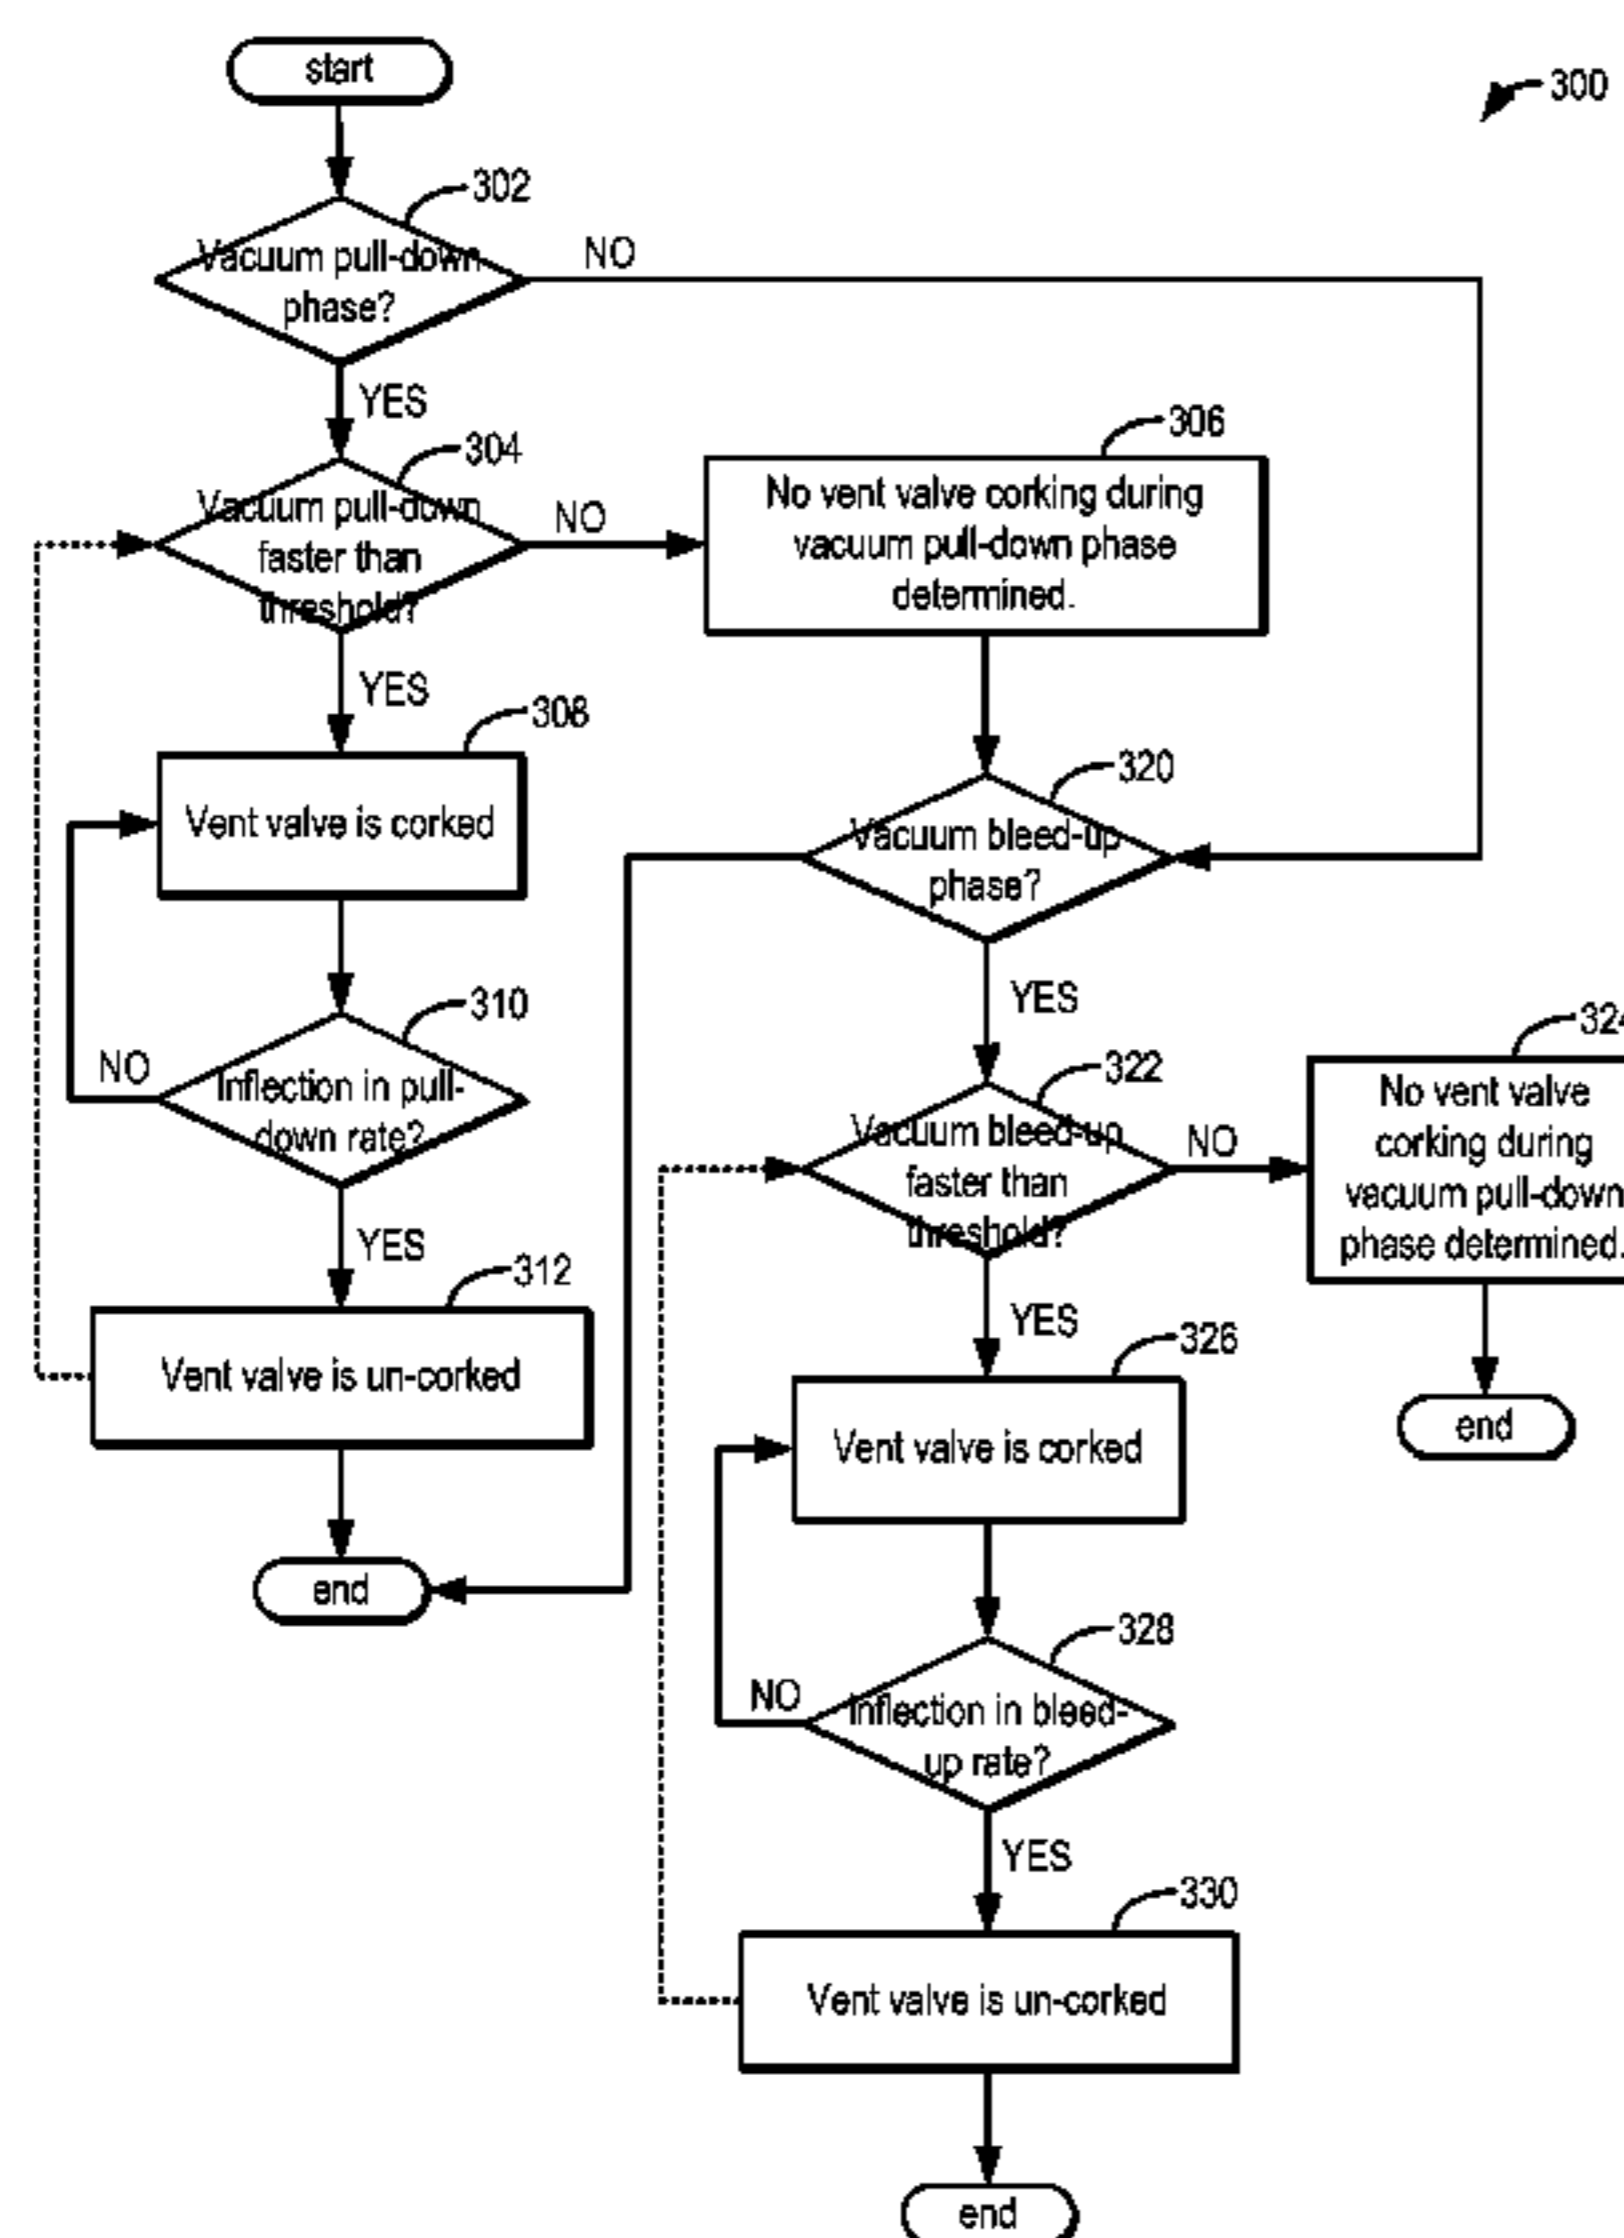 start
300
302
Vacuum pull-down
phase?
NO
YES
304
Vacuum pull-down
faster than
threshold?
NO
306
No vent valve corking during
vacuum pull-down phase
determined.
YES
308
Vent valve is corked
310
Inflection in pull-
down rate?
NO
YES
312
Vent valve is un-corked
end
320
Vacuum bleed-up
phase?
YES
322
Vacuum bleed-up
faster than
threshold?
NO
324
No vent valve
corking during
vacuum pull-down
phase determined.
end
YES
326
Vent valve is corked
328
Inflection in bleed-
up rate?
NO
YES
330
Vent valve is un-corked
end